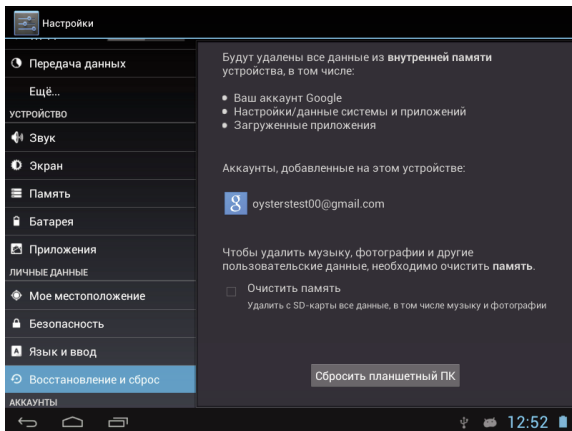 Настройки
Передача данных
Ещё...
УСТРОЙСТВО
Звук
Экран
Память
Батарея
Приложения
ЛИЧНЫЕ ДАННЫЕ
Мое местоположение
Безопасность
Язык и ввод
Восстановление и сброс
АККАУНТЫ
Будут удалены все данные из внутренней памяти
устройства, в том числе:
Ваш аккаунт Google
Настройки/данные системы и приложений
Загруженные приложения
Аккаунты, добавленные на этом устройстве:
oysterstest00@gmail.com
Чтобы удалить музыку, фотографии и другие
пользовательские данные, необходимо очистить память.
Очистить память
Удалить с SD-карты все данные, в том числе музыку и фотографии
Сбросить планшетный ПК
12:52